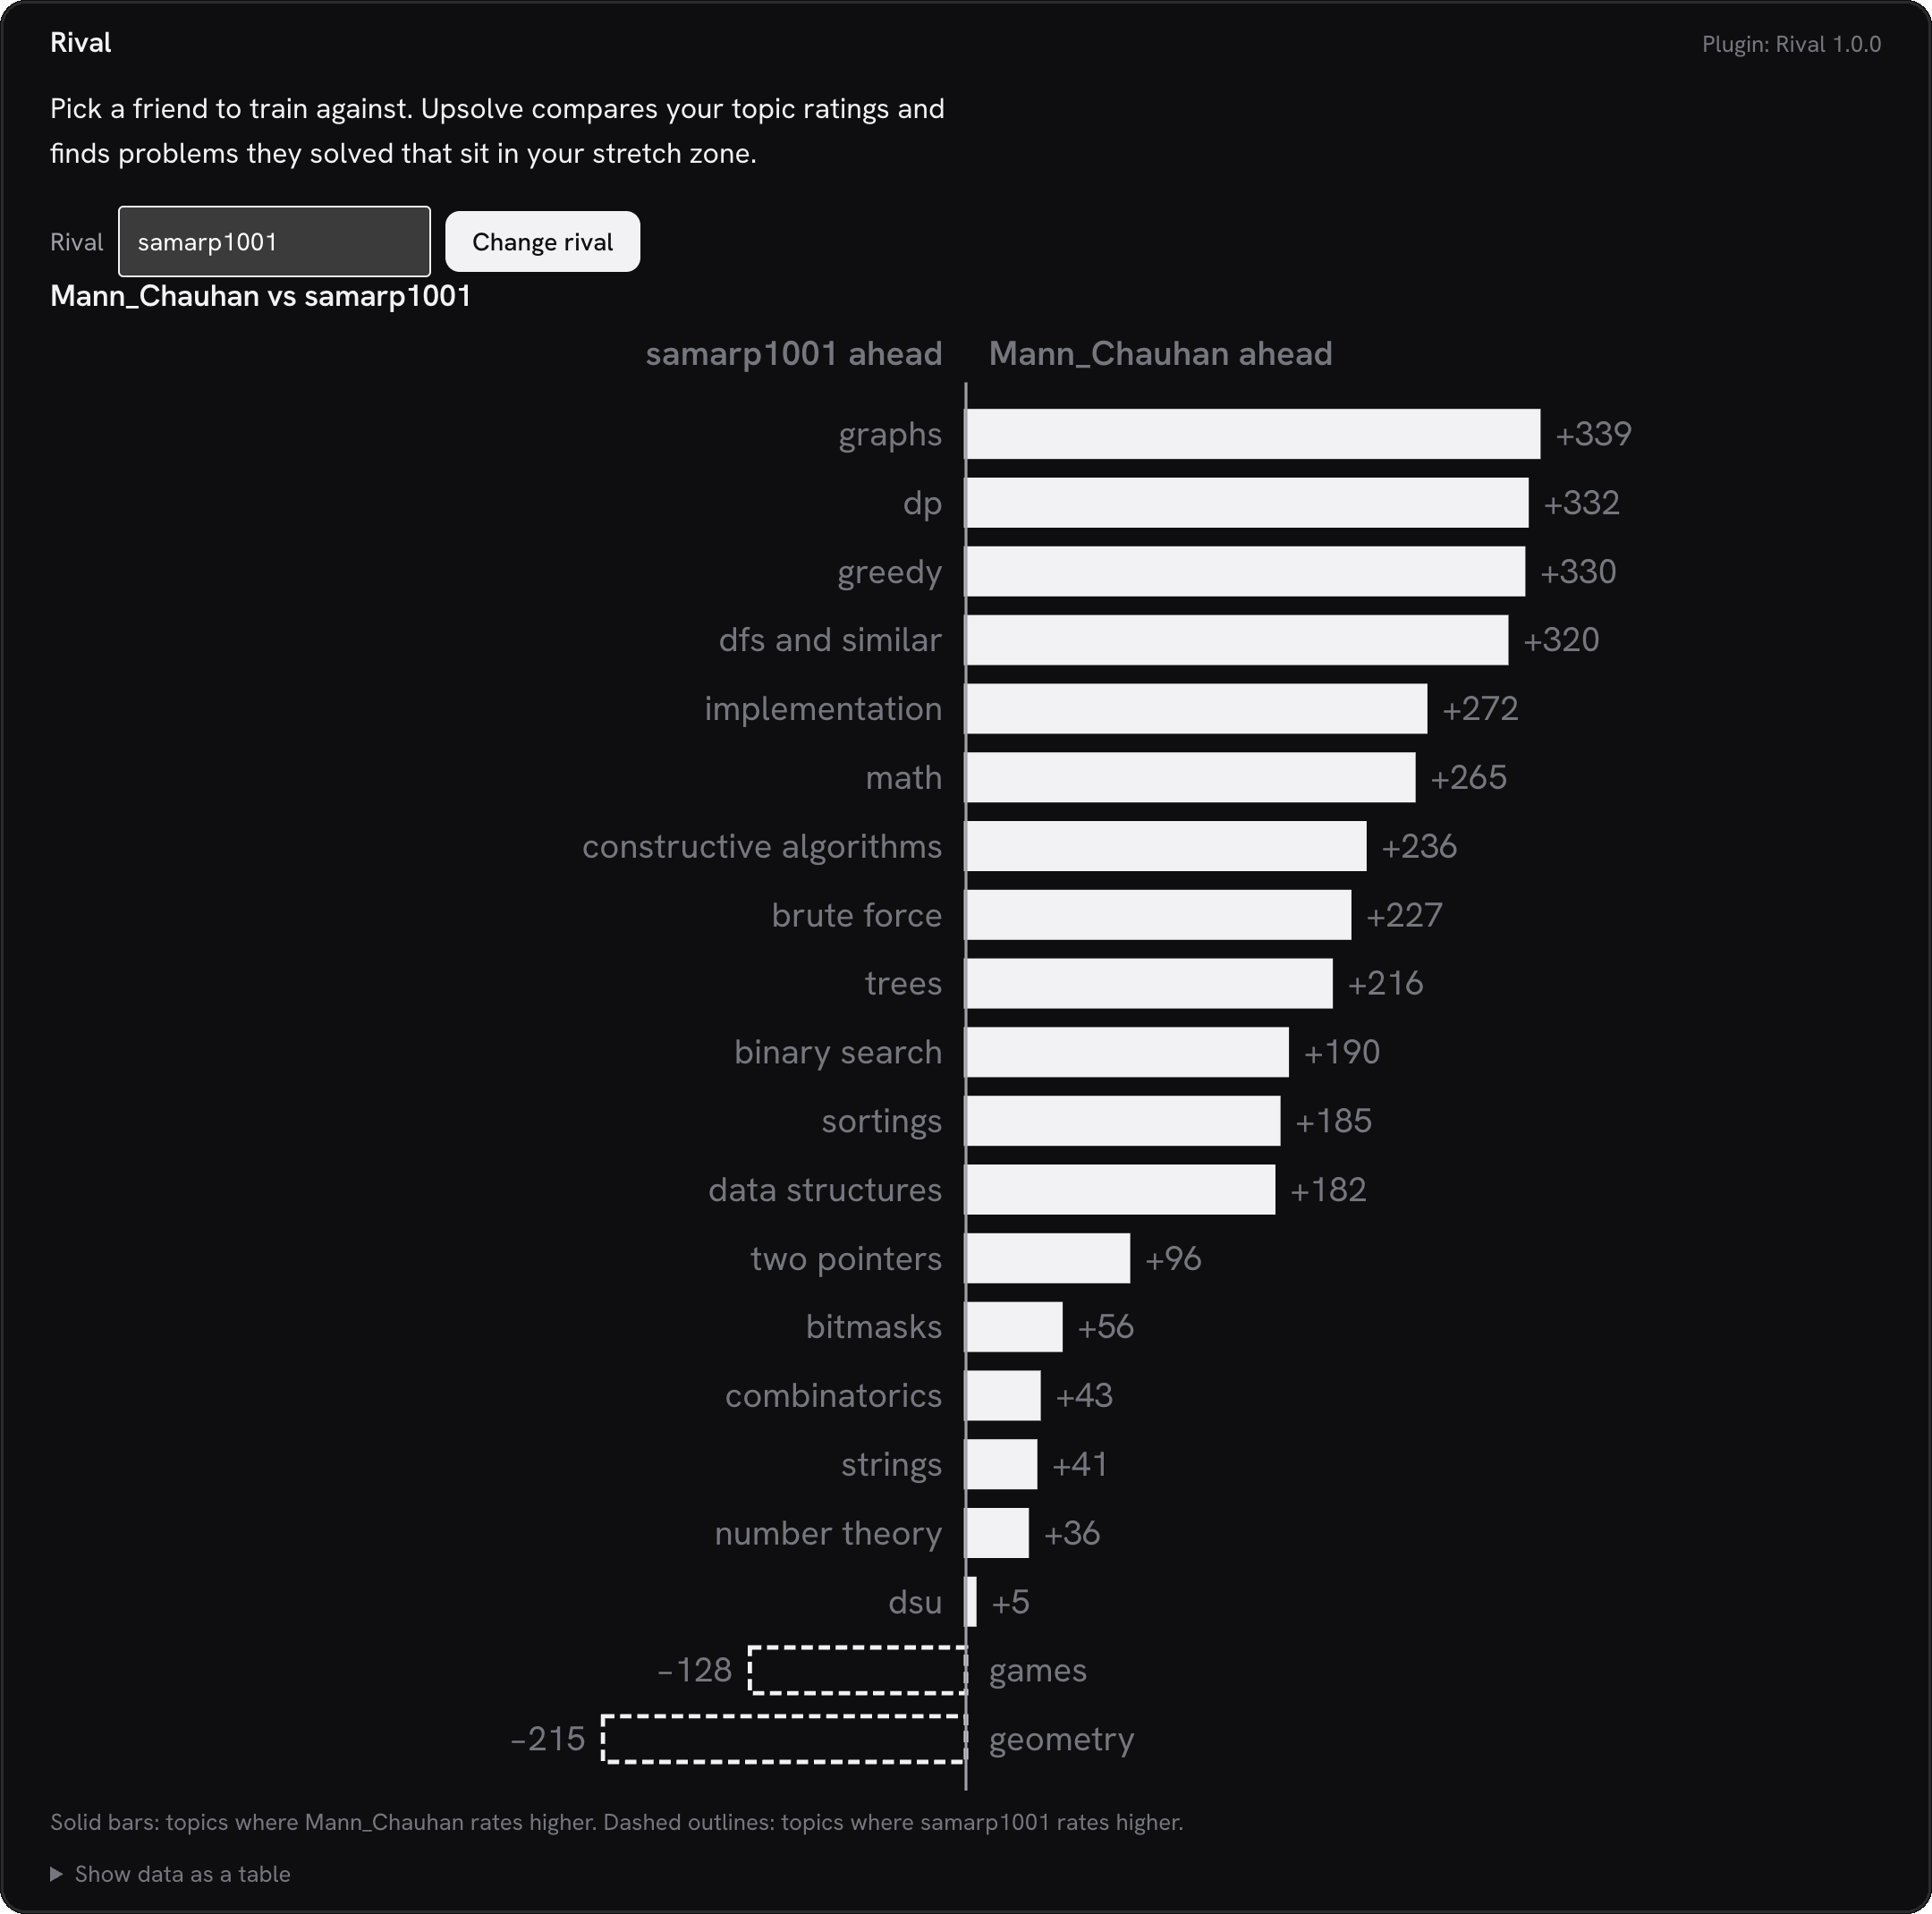 Rival
Plugin: Rival 1.0.0
Pick a friend to train against. Upsolve compares your topic ratings and
finds problems they solved that sit in your stretch zone.
Rival samarp1001 Change rival
Mann_Chauhan vs samarp1001
samarp1001 ahead Mann_Chauhan ahead
graphs +339
dp +332
greedy +330
dfs and similar +320
implementation +272
math +265
constructive algorithms +236
brute force +227
trees +216
binary search +190
sortings +185
data structures +182
two pointers +96
bitmasks +56
combinatorics +43
strings +41
number theory +36
dsu +5
−128 games
−215 geometry
Solid bars: topics where Mann_Chauhan rates higher. Dashed outlines: topics where samarp1001 rates higher.
▶ Show data as a table